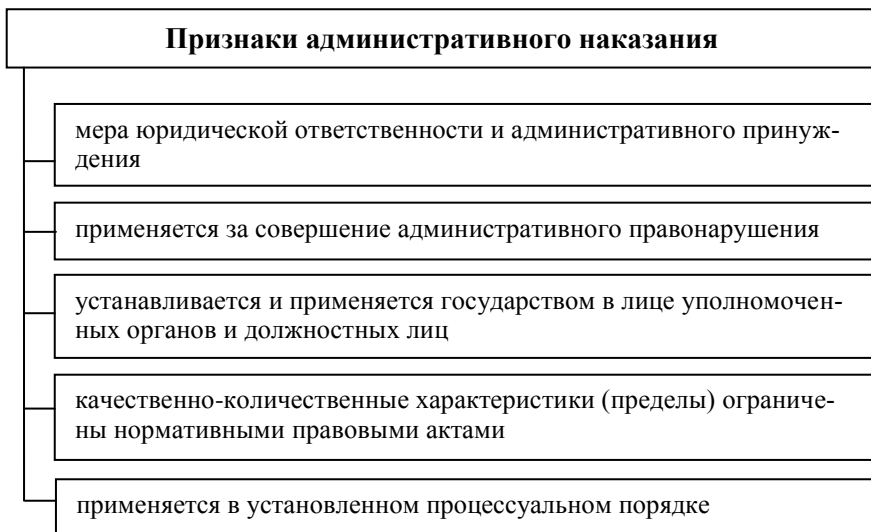 Признаки административного наказания
мера юридической ответственности и административного принуж-
дения
применяется за совершение административного правонарушения
устанавливается и применяется государством в лице уполномочен-
ных органов и должностных лиц
качественно-количественные характеристики (пределы) ограниче-
ны нормативными правовыми актами
применяется в установленном процессуальном порядке